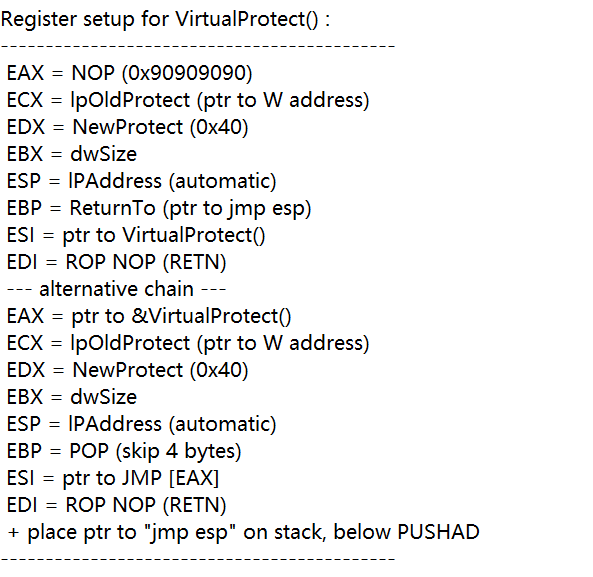 Register setup for VirtualProtect() :
--------------------------------------------
EAX = NOP (0x90909090)
ECX = lpOldProtect (ptr to W address)
EDX = NewProtect (0x40)
EBX = dwSize
ESP = lPAddress (automatic)
EBP = ReturnTo (ptr to jmp esp)
ESI = ptr to VirtualProtect()
EDI = ROP NOP (RETN)
--- alternative chain ---
EAX = ptr to &VirtualProtect()
ECX = lpOldProtect (ptr to W address)
EDX = NewProtect (0x40)
EBX = dwSize
ESP = lPAddress (automatic)
EBP = POP (skip 4 bytes)
ESI = ptr to JMP [EAX]
EDI = ROP NOP (RETN)
+ place ptr to "jmp esp" on stack, below PUSHAD
--------------------------------------------